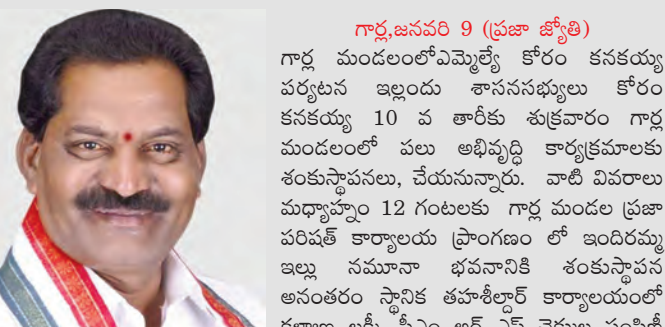 గార్ల,జనవరి 9 (ప్రజా జ్యోతి)
గార్ల మండలంలోఎమ్మెల్యే కోరం కనకయ్య
పర్యటన ఇల్లందు శాసనసభ్యులు కోరం
కనకయ్య 10 వ తారీకు శుక్రవారం గార్ల
మండలంలో పలు అభివృద్ధి కార్యక్రమాలకు
శంకుస్థాపనలు, చేయనున్నారు. వాటి వివరాలు
మధ్యాహ్నం 12 గంటలకు గార్ల మండల ప్రజా
పరిషత్ కార్యాలయ ప్రాంగణం లో ఇందిరమ్మ
ఇల్లు నమూనా భవనానికి శంకుస్థాపన
అనంతరం స్థానిక తహశీల్దార్ కార్యాలయంలో